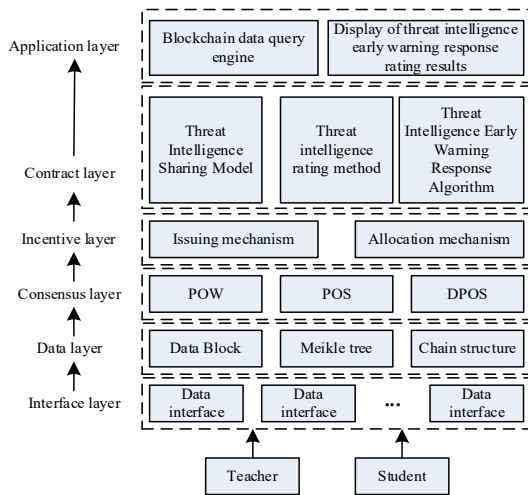 Application layer
Blockchain data query
engine
Display of threat intelligence
early warning response
rating results
Contract layer
Threat
Intelligence
Sharing Model
Threat
intelligence
rating method
Threat
Intelligence Early
Warning
Response
Algorithm
Incentive layer
Issuing mechanism
Allocation mechanism
Consensus layer
POW
POS
DPOS
Data layer
Data Block
Meikle tree
Chain structure
Interface layer
Data
interface
Data
interface
...
Data
interface
Teacher
Student